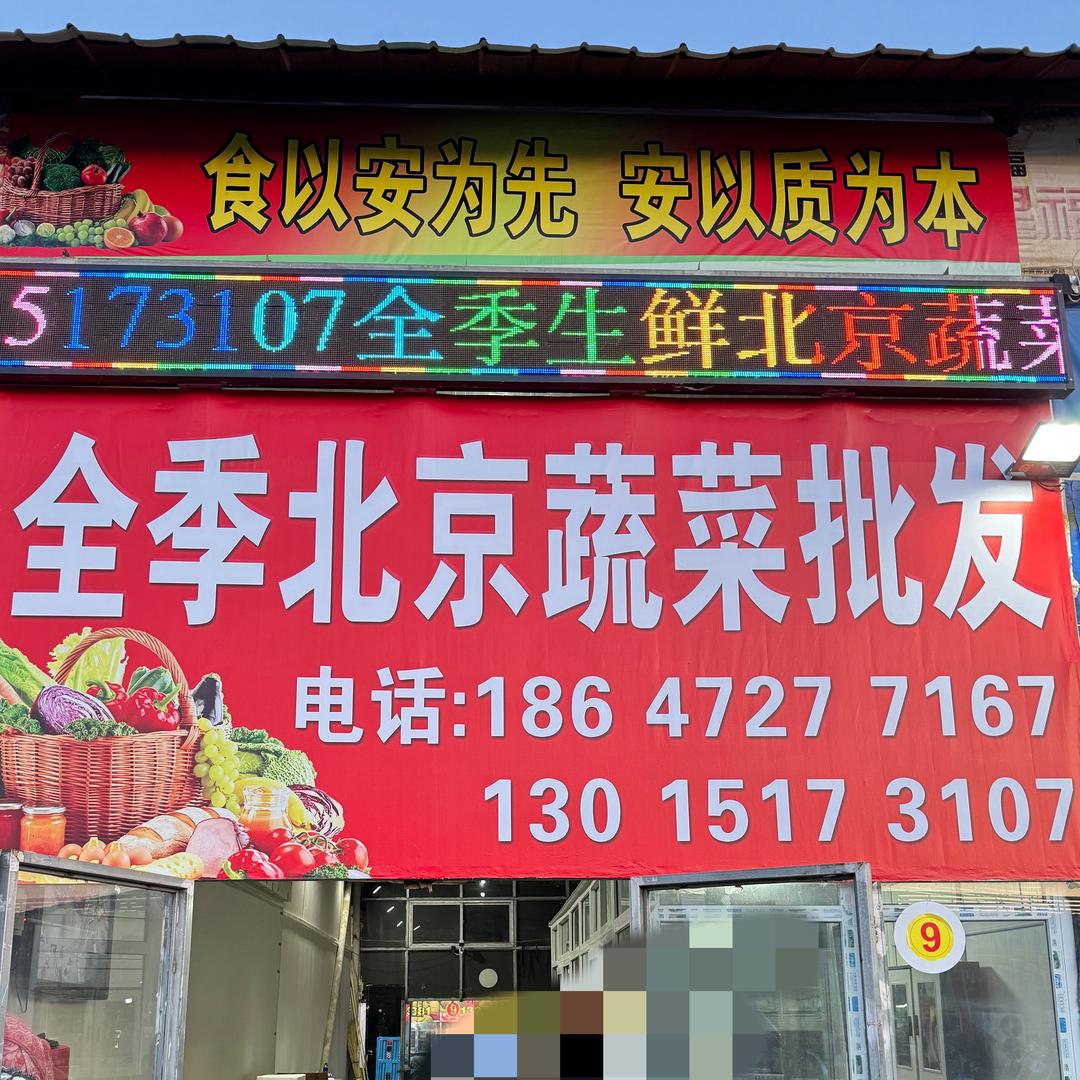 食以安为先 安以质为本
5173107全季生鲜北京蔬菜
全季北京蔬菜批发
电话:186 4727 7167
130 1517 3107
9